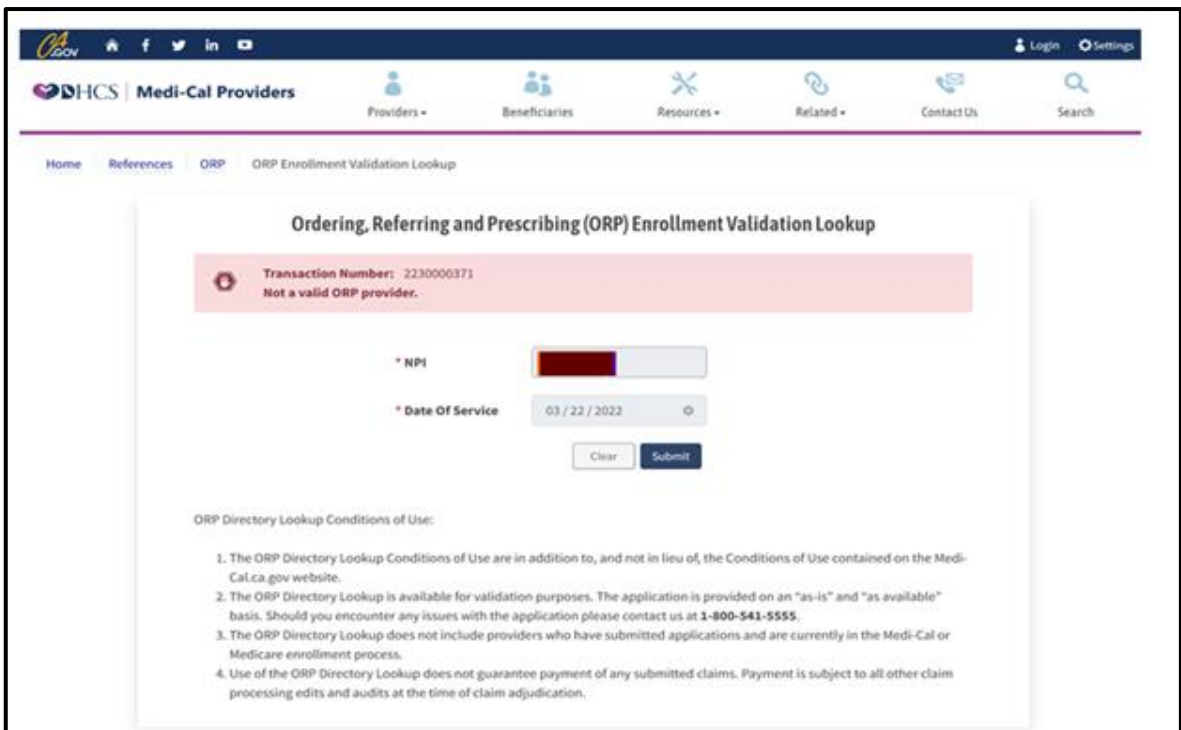 CA.GOV
Login Settings
DHCS | Medi-Cal Providers
Providers Beneficiaries Resources Related Contact Us Search
Home References ORP ORP Enrollment Validation Lookup
Ordering, Referring and Prescribing (ORP) Enrollment Validation Lookup
Transaction Number: 2230000371
Not a valid ORP provider.
* NPI
* Date Of Service 03 / 22 / 2022
Clear Submit
ORP Directory Lookup Conditions of Use:
1. The ORP Directory Lookup Conditions of Use are in addition to, and not in lieu of, the Conditions of Use contained on the Medi-
Cal.ca.gov website.
2. The ORP Directory Lookup is available for validation purposes. The application is provided on an "as-is" and "as available"
basis. Should you encounter any issues with the application please contact us at 1-800-541-5555.
3. The ORP Directory Lookup does not include providers who have submitted applications and are currently in the Medi-Cal or
Medicare enrollment process.
4. Use of the ORP Directory Lookup does not guarantee payment of any submitted claims. Payment is subject to all other claim
processing edits and audits at the time of claim adjudication.